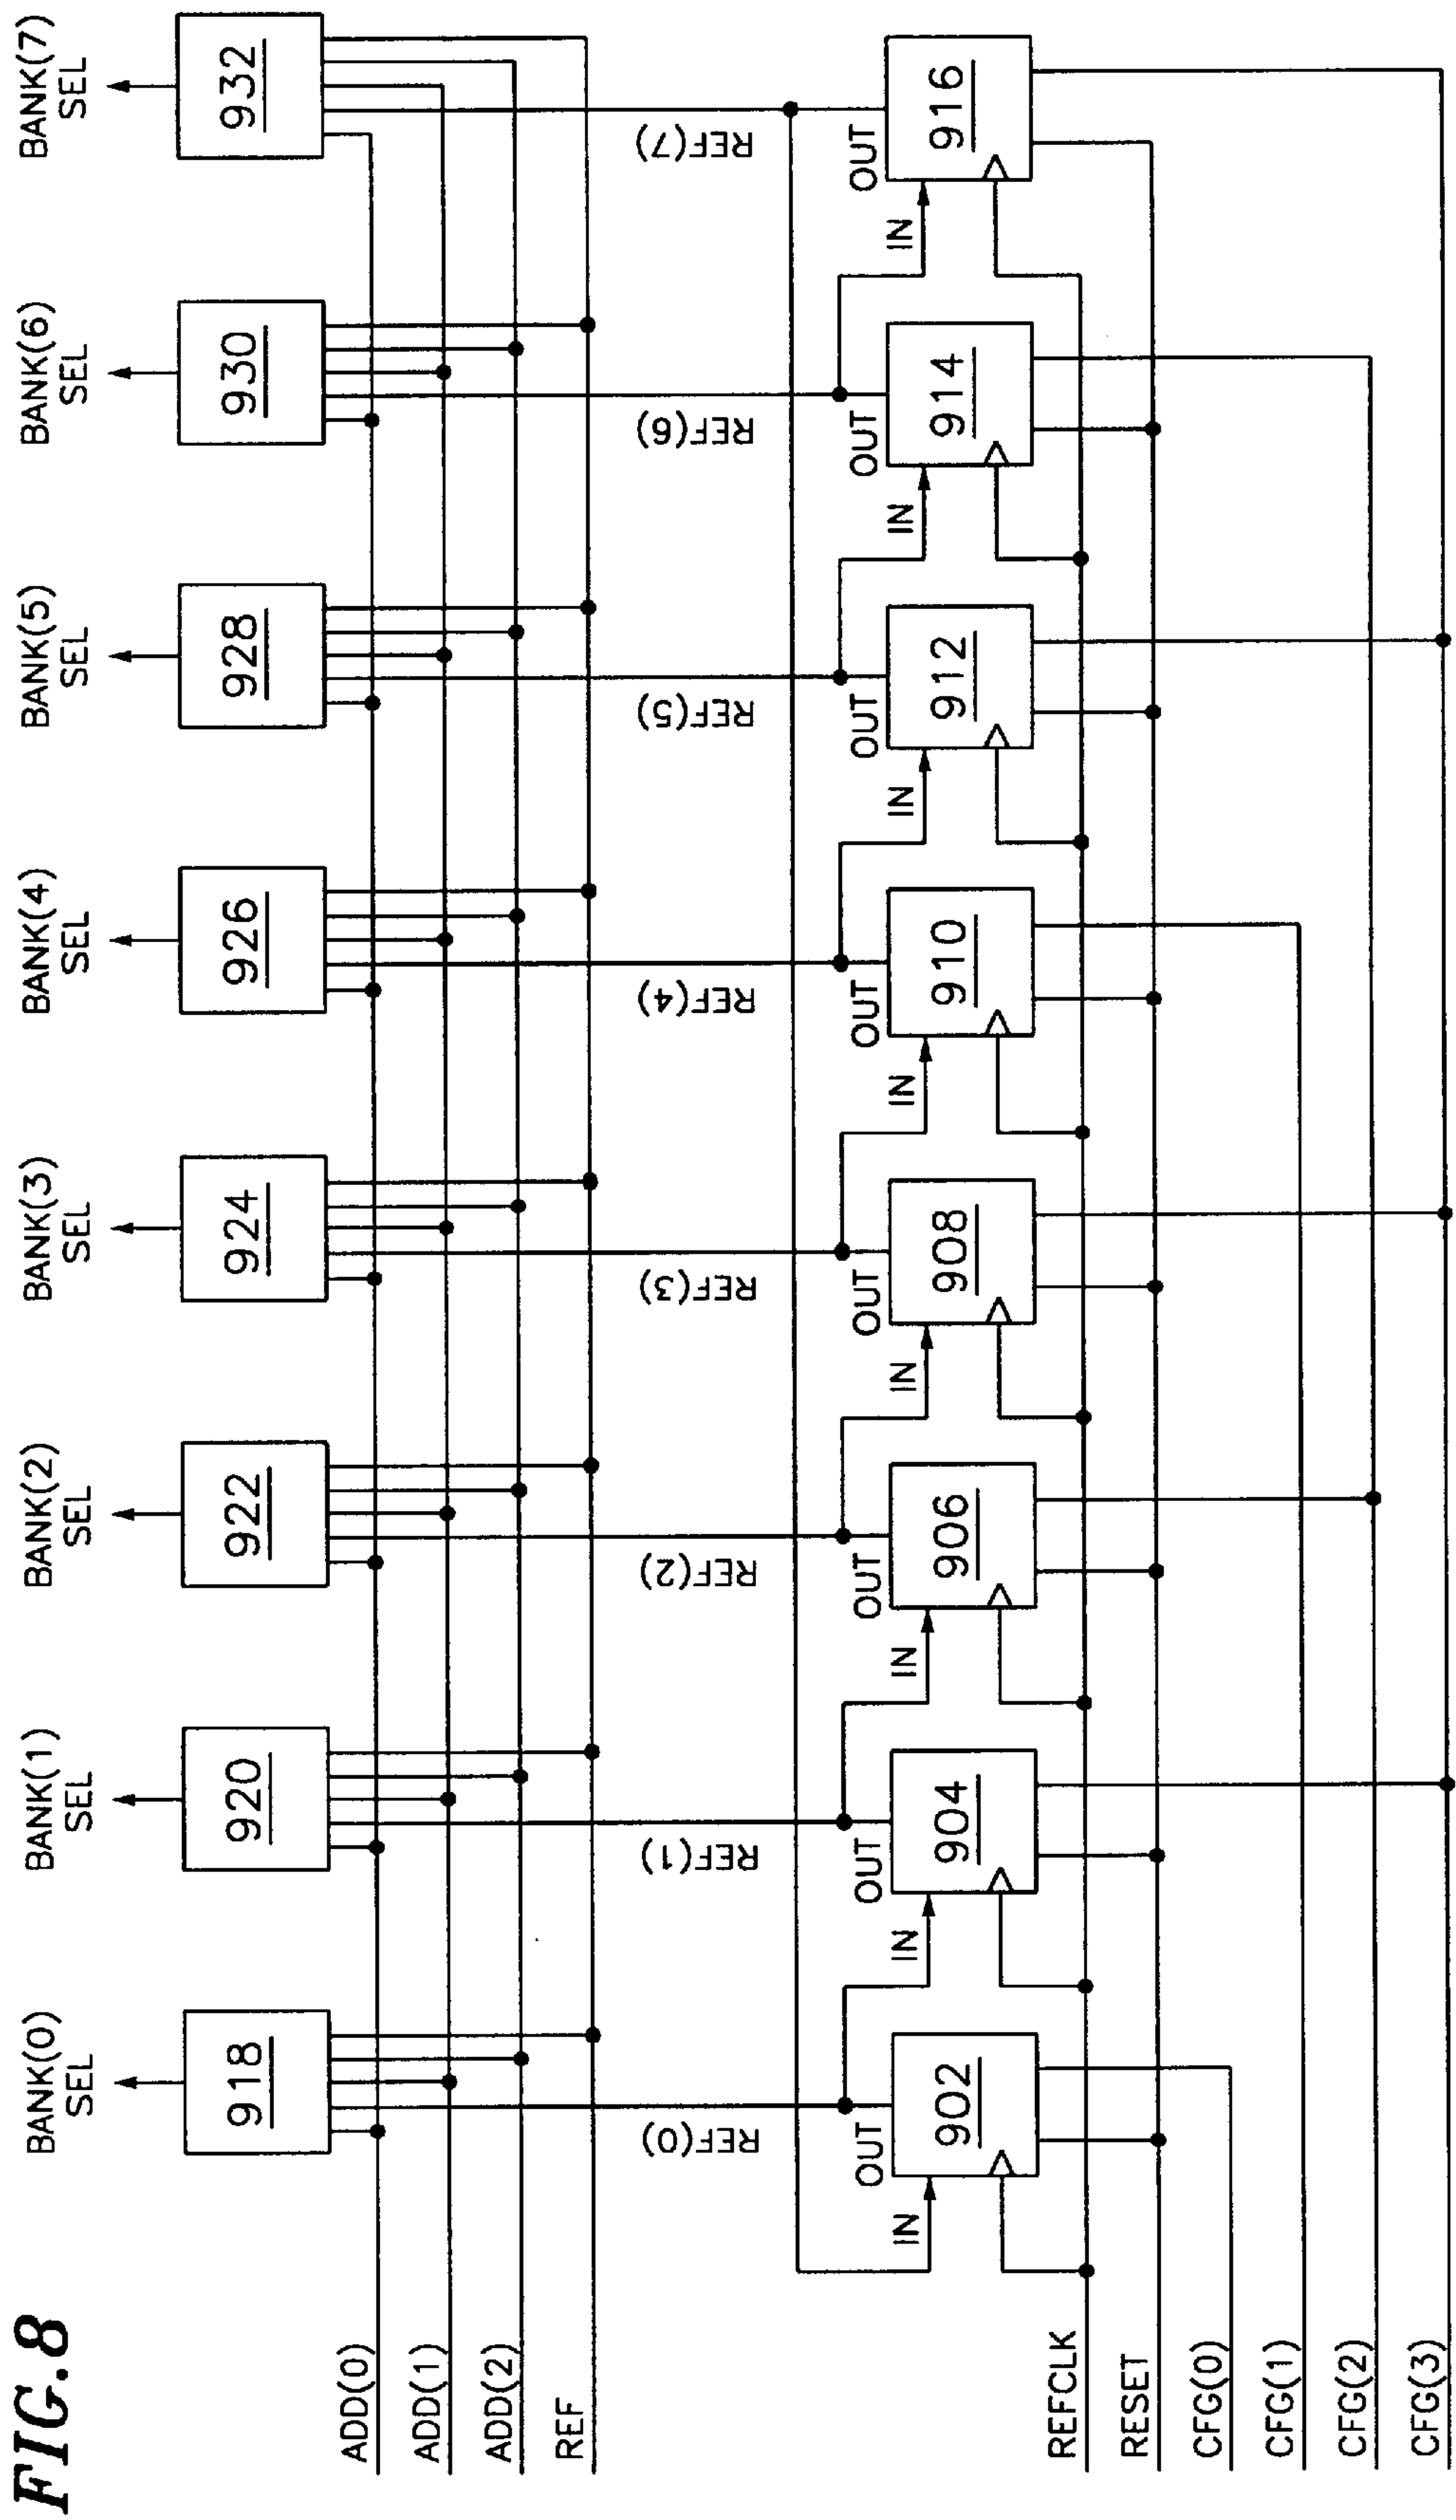 FIG.8
BANK(0)
SEL
BANK(1)
SEL
BANK(2)
SEL
BANK(3)
SEL
BANK(4)
SEL
BANK(5)
SEL
BANK(6)
SEL
BANK(7)
SEL
918
920
922
924
926
928
930
932
ADD(0)
ADD(1)
ADD(2)
REF
REF(0)
REF(1)
REF(2)
REF(3)
REF(4)
REF(5)
REF(6)
REF(7)
OUT
OUT
OUT
OUT
OUT
OUT
OUT
OUT
IN
IN
IN
IN
IN
IN
IN
IN
902
904
906
908
910
912
914
916
REFCLK
RESET
CFG(0)
CFG(1)
CFG(2)
CFG(3)